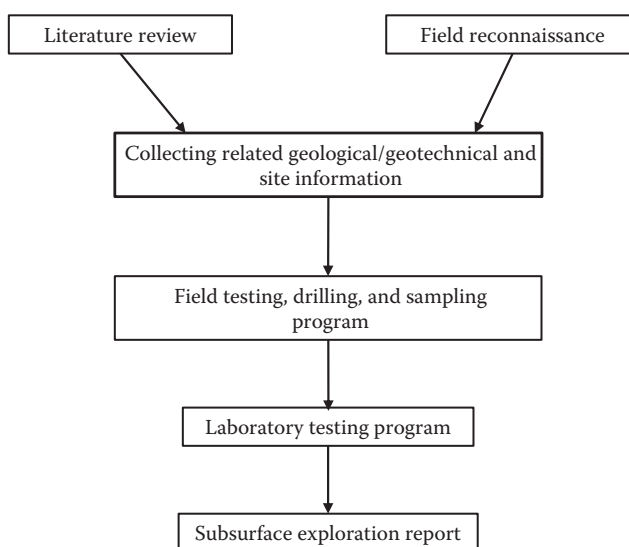 Literature review
Field reconnaissance
Collecting related geological/geotechnical and
site information
Field testing, drilling, and sampling
program
Laboratory testing program
Subsurface exploration report